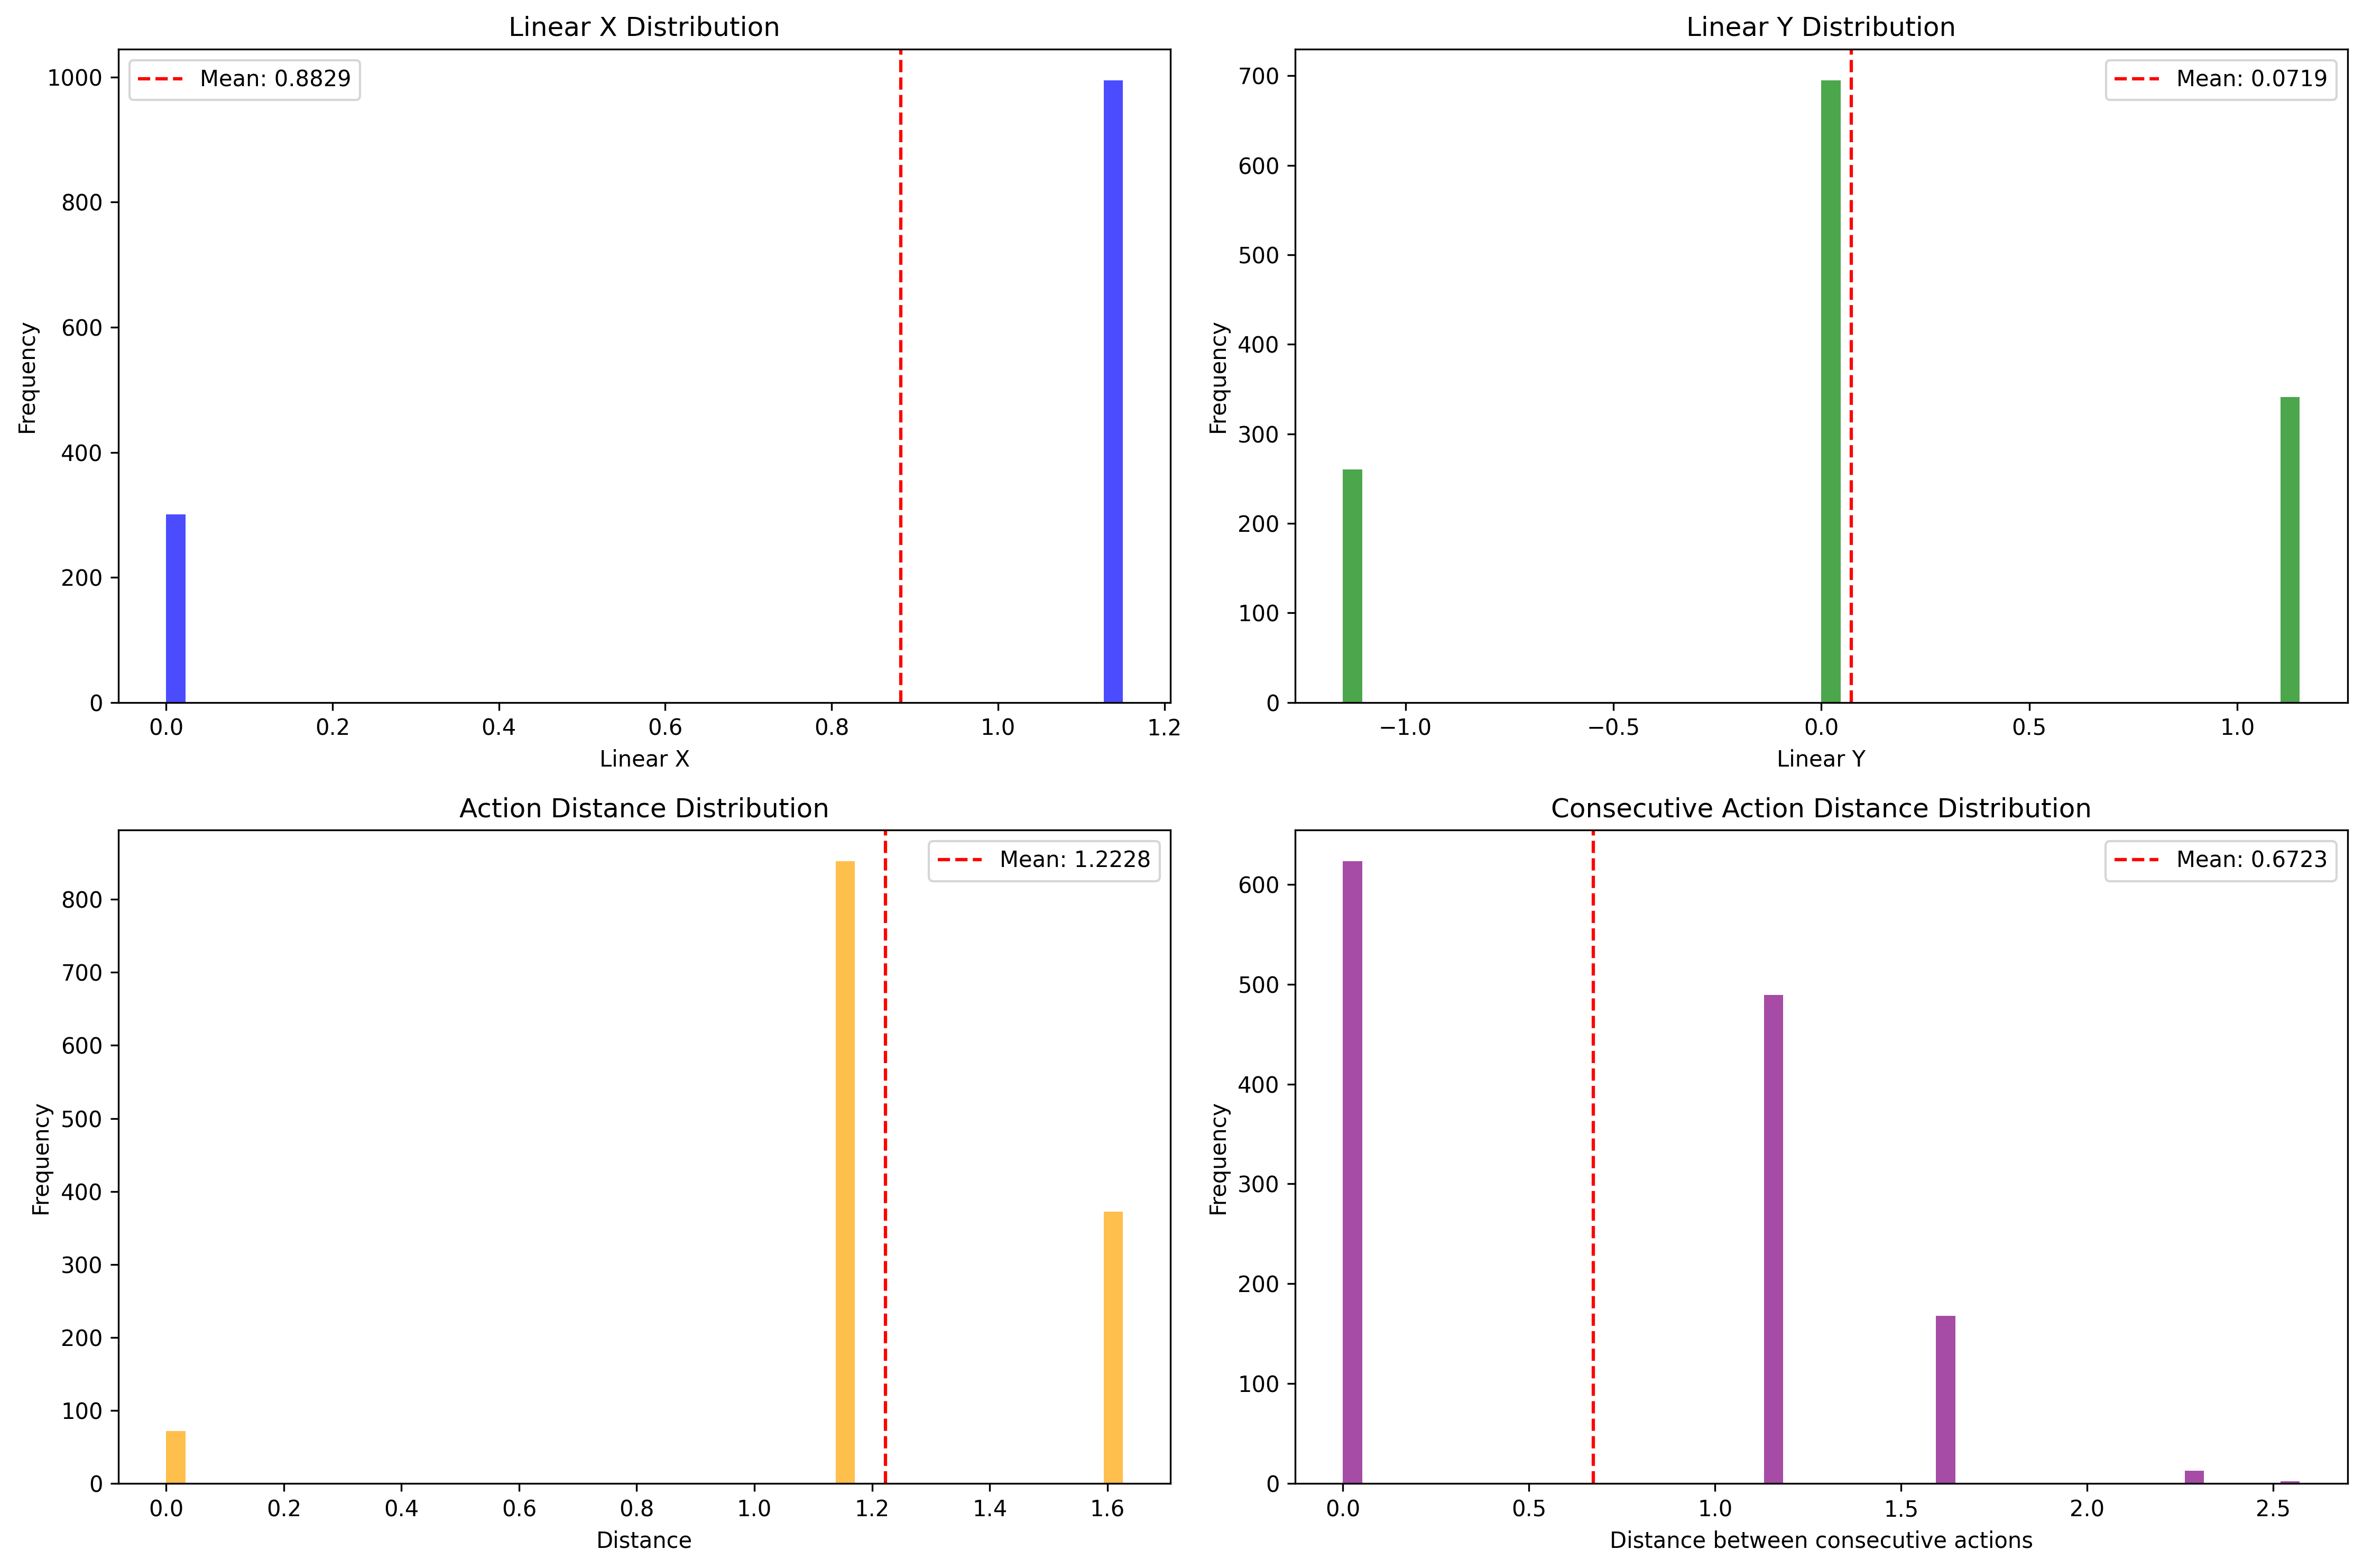 Linear X Distribution
Mean: 0.8829
Frequency
1000
800
600
400
200
0
0.0 0.2 0.4 0.6 0.8 1.0 1.2
Linear X
Linear Y Distribution
Mean: 0.0719
Frequency
700
600
500
400
300
200
100
0
−1.0 −0.5 0.0 0.5 1.0
Linear Y
Action Distance Distribution
Mean: 1.2228
Frequency
800
700
600
500
400
300
200
100
0
0.0 0.2 0.4 0.6 0.8 1.0 1.2 1.4 1.6
Distance
Consecutive Action Distance Distribution
Mean: 0.6723
Frequency
600
500
400
300
200
100
0
0.0 0.5 1.0 1.5 2.0 2.5
Distance between consecutive actions